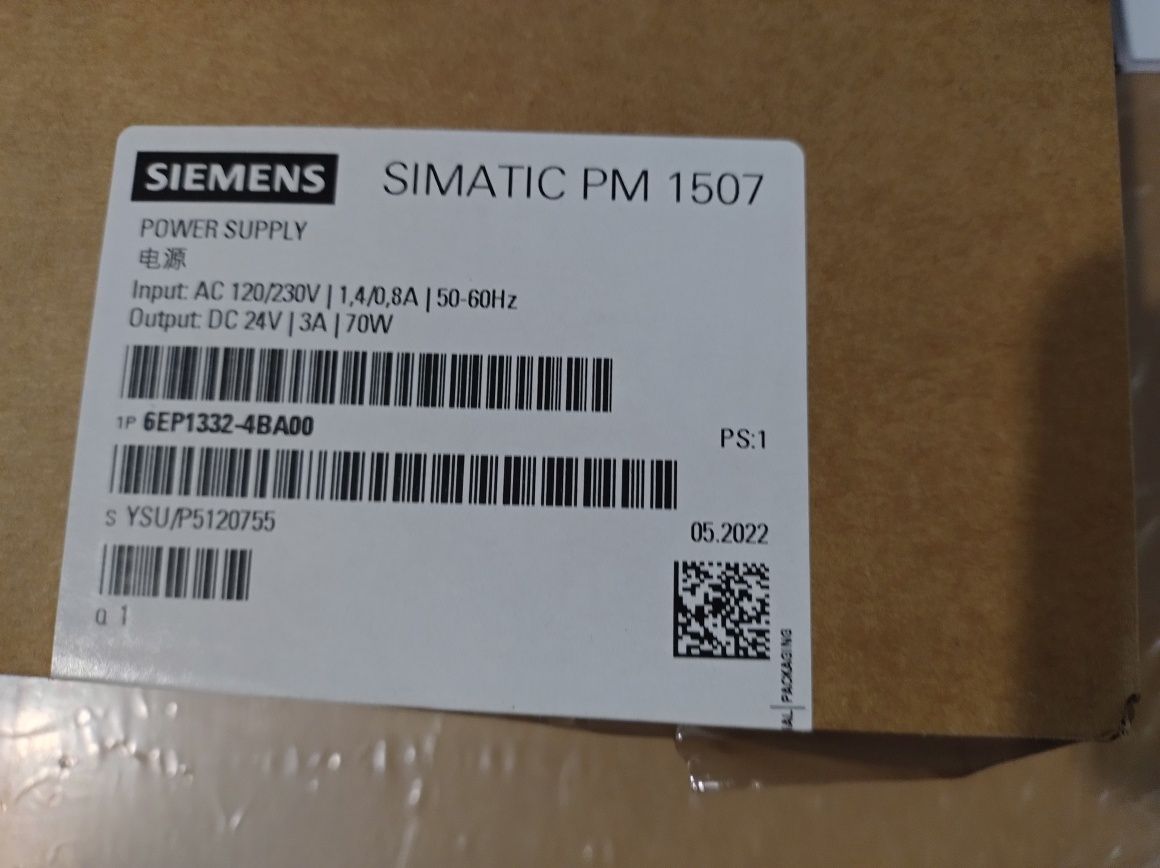 SIEMENS SIMATIC PM 1507
POWER SUPPLY
电源
Input: AC 120/230V | 1,4/0,8A | 50-60Hz
Output: DC 24V | 3A | 70W
1P 6EP1332-4BA00
PS:1
S YSU/P5120755
05.2022
Q 1
PACKAGING